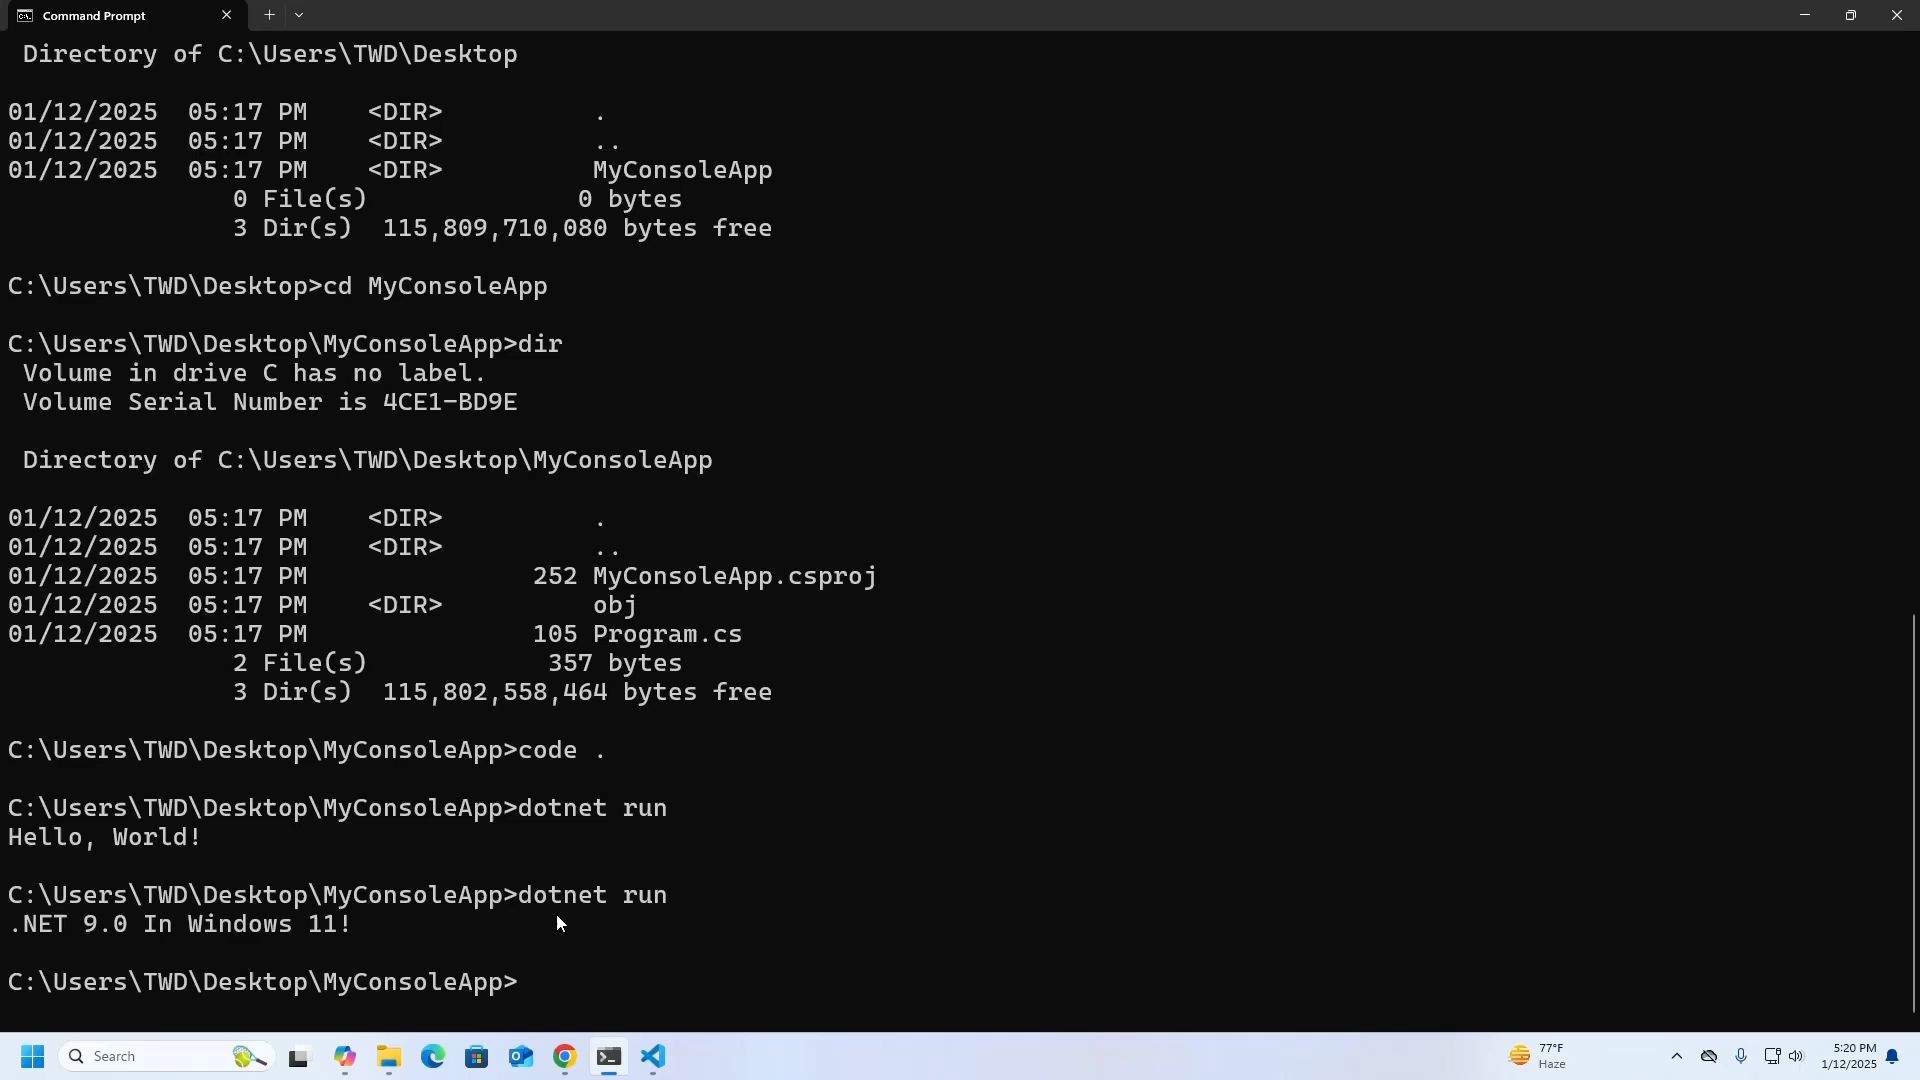 Command Prompt
Directory of C:\Users\TWD\Desktop
01/12/2025  05:17 PM    <DIR>          .
01/12/2025  05:17 PM    <DIR>          ..
01/12/2025  05:17 PM    <DIR>          MyConsoleApp
               0 File(s)              0 bytes
               3 Dir(s)  115,809,710,080 bytes free
C:\Users\TWD\Desktop>cd MyConsoleApp
C:\Users\TWD\Desktop\MyConsoleApp>dir
 Volume in drive C has no label.
 Volume Serial Number is 4CE1-BD9E
 Directory of C:\Users\TWD\Desktop\MyConsoleApp
01/12/2025  05:17 PM    <DIR>          .
01/12/2025  05:17 PM    <DIR>          ..
01/12/2025  05:17 PM               252 MyConsoleApp.csproj
01/12/2025  05:17 PM    <DIR>          obj
01/12/2025  05:17 PM               105 Program.cs
               2 File(s)            357 bytes
               3 Dir(s)  115,802,558,464 bytes free
C:\Users\TWD\Desktop\MyConsoleApp>code .
C:\Users\TWD\Desktop\MyConsoleApp>dotnet run
Hello, World!
C:\Users\TWD\Desktop\MyConsoleApp>dotnet run
.NET 9.0 In Windows 11!
C:\Users\TWD\Desktop\MyConsoleApp>
Search
77°F
Haze
5:20 PM
1/12/2025